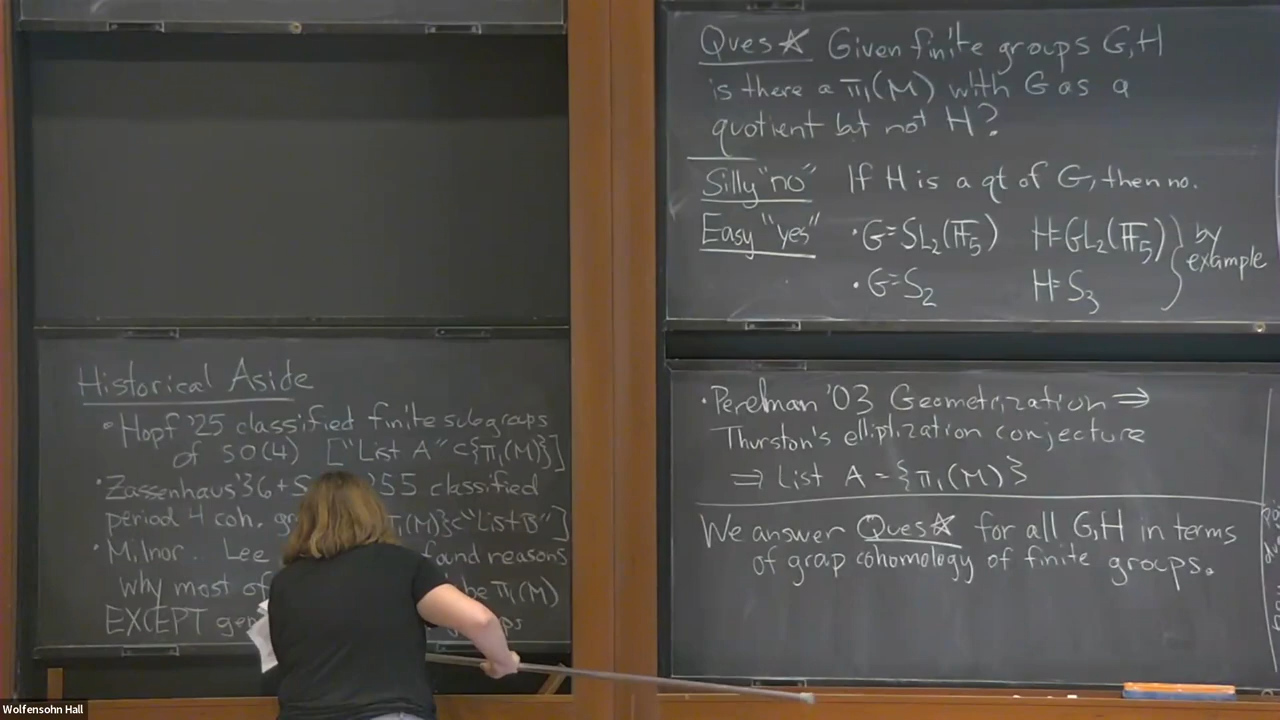 Historical Aside
• Hopf '25 classified finite subgroups
of SO(4) ["List A" ⊂ {π₁(M)}]
• Zassenhaus '36 + '55 classified
period 4 coh. π₁(M)} ⊂ "List B"]
• Milnor.. Lee found reasons
why most of be π₁(M)
EXCEPT
Ques☆ Given finite groups G, H
is there a π₁(M) with G as a
quotient but not H?
Silly "no" If H is a qt of G, then no.
Easy "yes" • G=SL₂(𝔽₅) H=GL₂(𝔽₅) } by example
• G=S₂ H=S₃
• Perelman '03 Geometrization ⇒
Thurston's elliptization conjecture
⇒ List A = {π₁(M)}
We answer Ques☆ for all G,H in terms
of group cohomology of finite groups.
Wolfensohn Hall